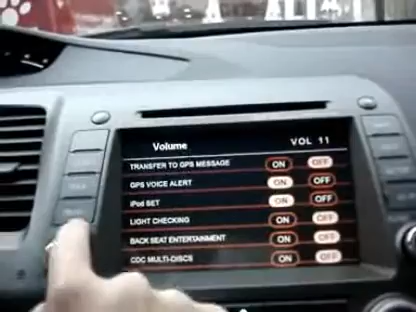 Volume VOL 11
TRANSFER TO GPS MESSAGE ON OFF
GPS VOICE ALERT ON OFF
iPod SET ON OFF
LIGHT CHECKING ON OFF
BACK SEAT ENTERTAINMENT ON OFF
CDC MULTI-DISCS ON OFF